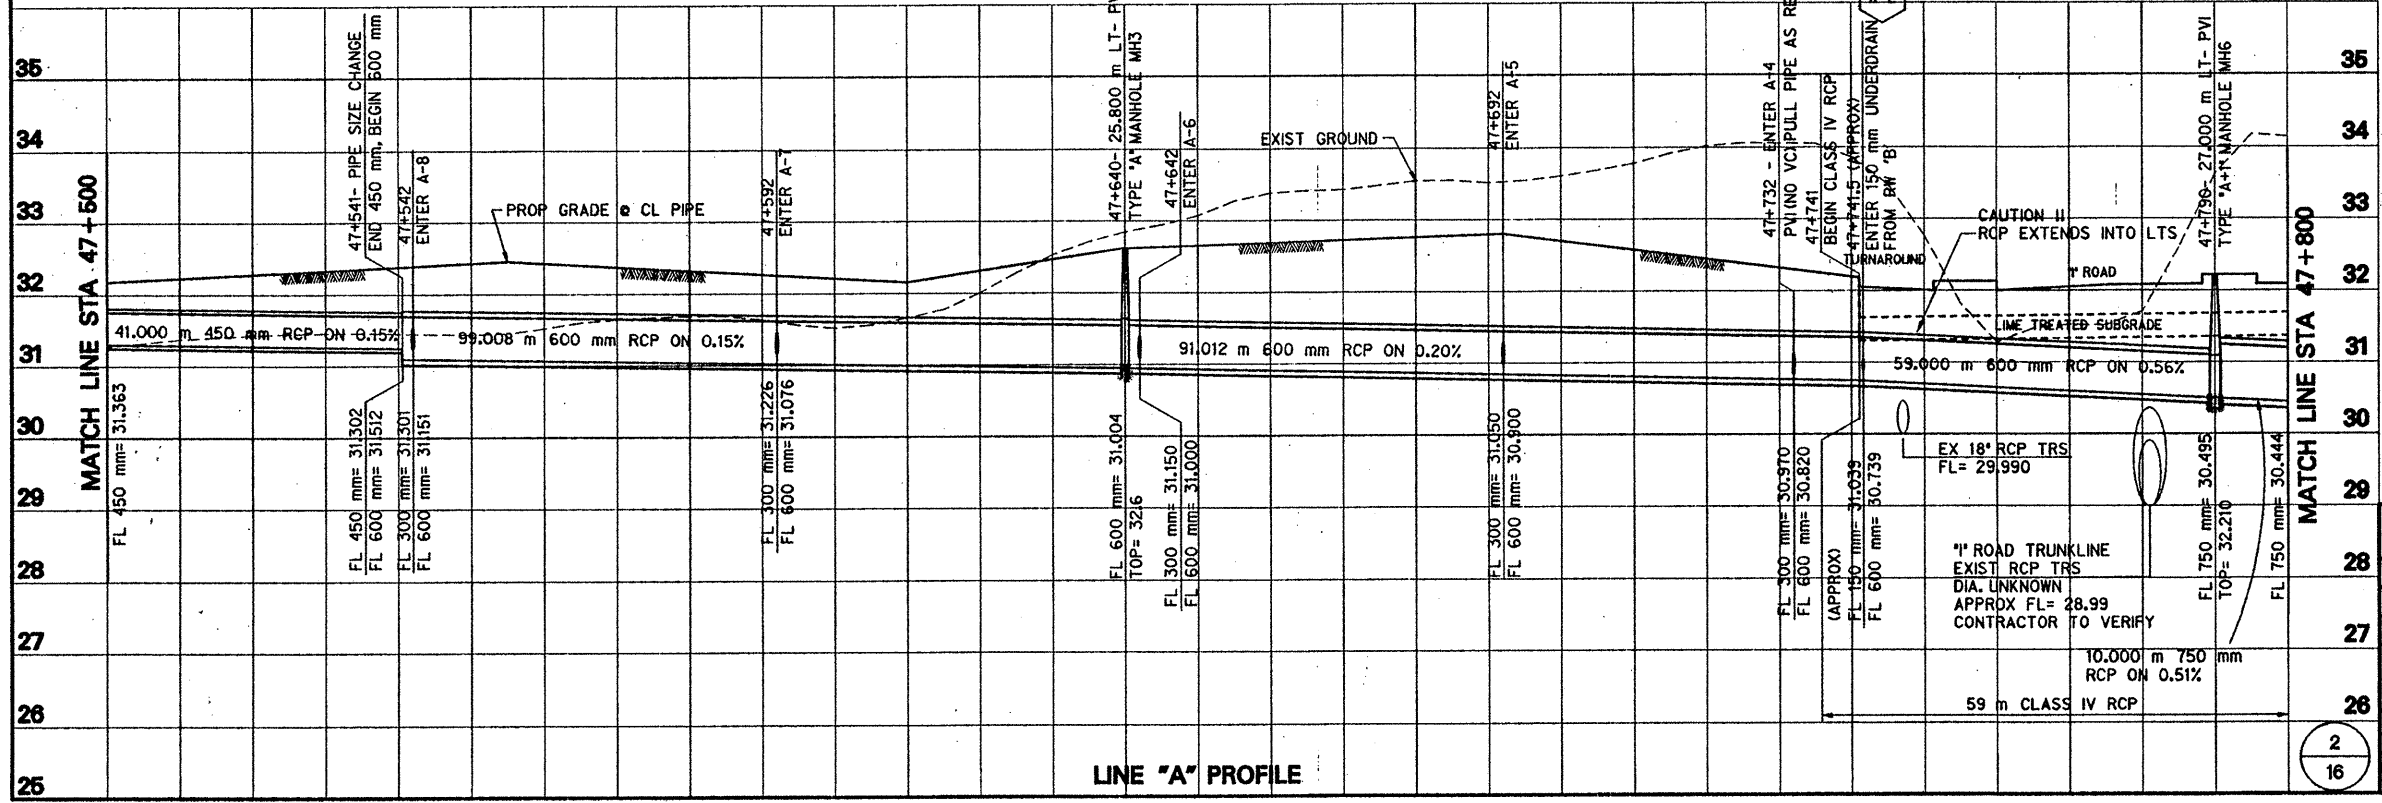 35
34
33
32
31
30
29
28
27
26
25
MATCH LINE STA 47+500
47+541- PIPE SIZE CHANGE
END 450 mm, BEGIN 600 mm
47+542
ENTER A-8
PROP GRADE @ CL PIPE
47+592
ENTER A-7
47+640- 25.800 m LT-
TYPE "A" MANHOLE MH3
47+642
ENTER A-6
EXIST GROUND
47+692
ENTER A-5
47+732 - ENTER A-4
PVI(NO VC)PULL PIPE AS
47+741
BEGIN CLASS IV RCP
47+741.5 (APPROX)
ENTER 150 mm UNDERDRAIN
FROM RW 'B'
TURNAROUND
CAUTION !!
RCP EXTENDS INTO LTS
"I" ROAD
47+790- 27.000 m LT- PVI
TYPE "A+1" MANHOLE MH6
41.000 m 450 mm RCP ON 0.15%
99.008 m 600 mm RCP ON 0.15%
91.012 m 600 mm RCP ON 0.20%
LIME TREATED SUBGRADE
59.000 m 600 mm RCP ON 0.56%
FL 450 mm= 31.363
FL 450 mm= 31.302
FL 600 mm= 31.512
FL 300 mm= 31.301
FL 600 mm= 31.151
FL 300 mm= 31.226
FL 600 mm= 31.076
FL 600 mm= 31.004
TOP= 32.6
FL 300 mm= 31.150
FL 600 mm= 31.000
FL 300 mm= 31.050
FL 600 mm= 30.900
FL 300 mm= 30.970
FL 600 mm= 30.820
(APPROX)
FL 150 mm= 31.039
FL 600 mm= 30.739
EX 18" RCP TRS
FL= 29.990
"I" ROAD TRUNKLINE
EXIST RCP TRS
DIA. UNKNOWN
APPROX FL= 28.99
CONTRACTOR TO VERIFY
FL 750 mm= 30.495
TOP= 32.210
FL 750 mm= 30.444
10.000 m 750 mm
RCP ON 0.51%
59 m CLASS IV RCP
MATCH LINE STA 47+800
35
34
33
32
31
30
29
28
27
26
LINE "A" PROFILE
2
16